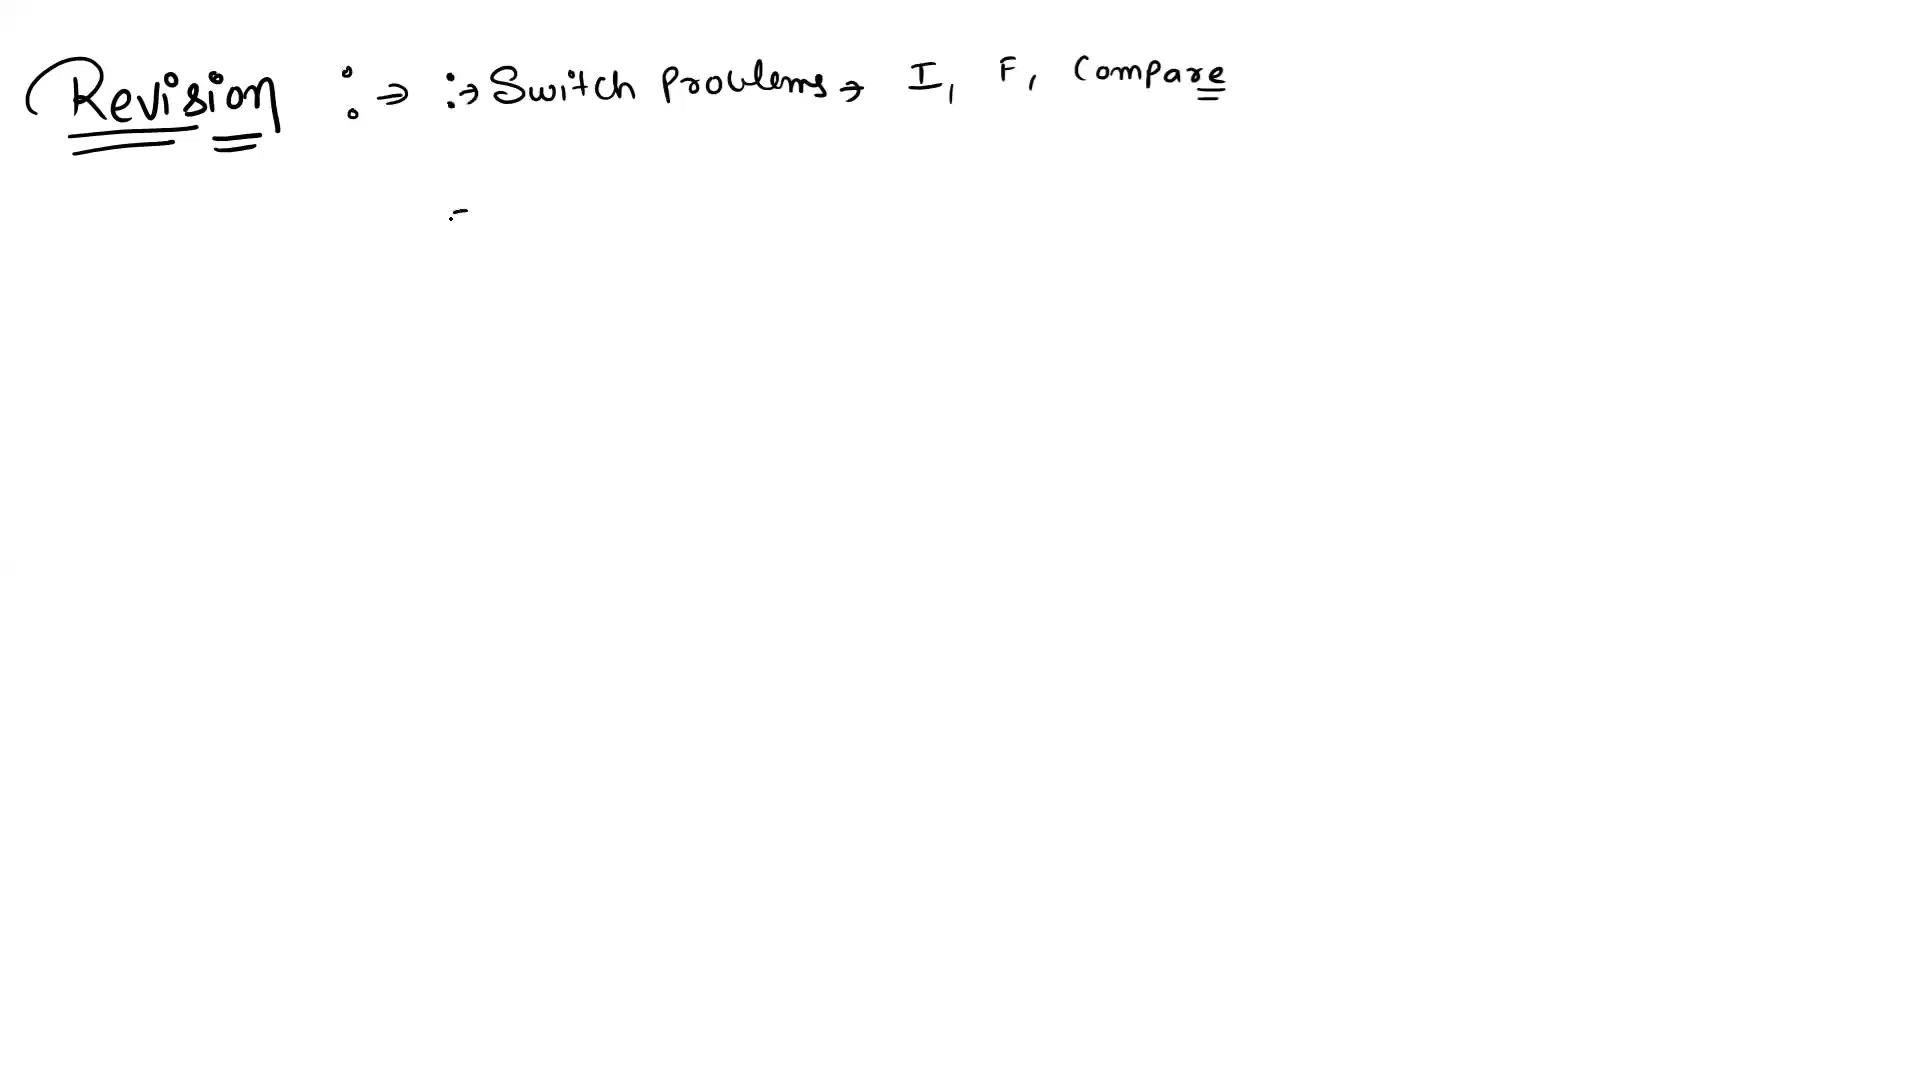 Revision :→ :→ Switch Problems → I, F, Compare